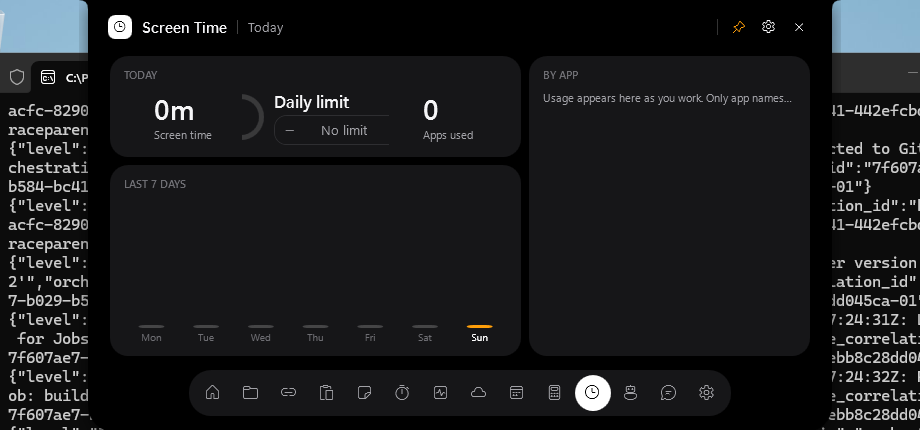 Screen Time
Today
TODAY
0m
Screen time
Daily limit
− No limit
0
Apps used
BY APP
Usage appears here as you work. Only app names...
LAST 7 DAYS
Mon Tue Wed Thu Fri Sat Sun
C:\P
acfc-8290
raceparen
{"level":
chestrati
b584-bc41
{"level":
acfc-8290
raceparen
{"level":
2'","orch
7-b029-b5
{"level":
for Jobs
7f607ae7-
{"level":
ob: build
7f607ae7-
41-442efcbd
cted to Git
id":"7f607a
-01"}
tion_id":"
41-442efcbd
er version
lation_id"
dd045ca-01"
7:24:31Z:
e_correlati
ebb8c28dd04
7:24:32Z:
e_correlati
ebb8c28dd04